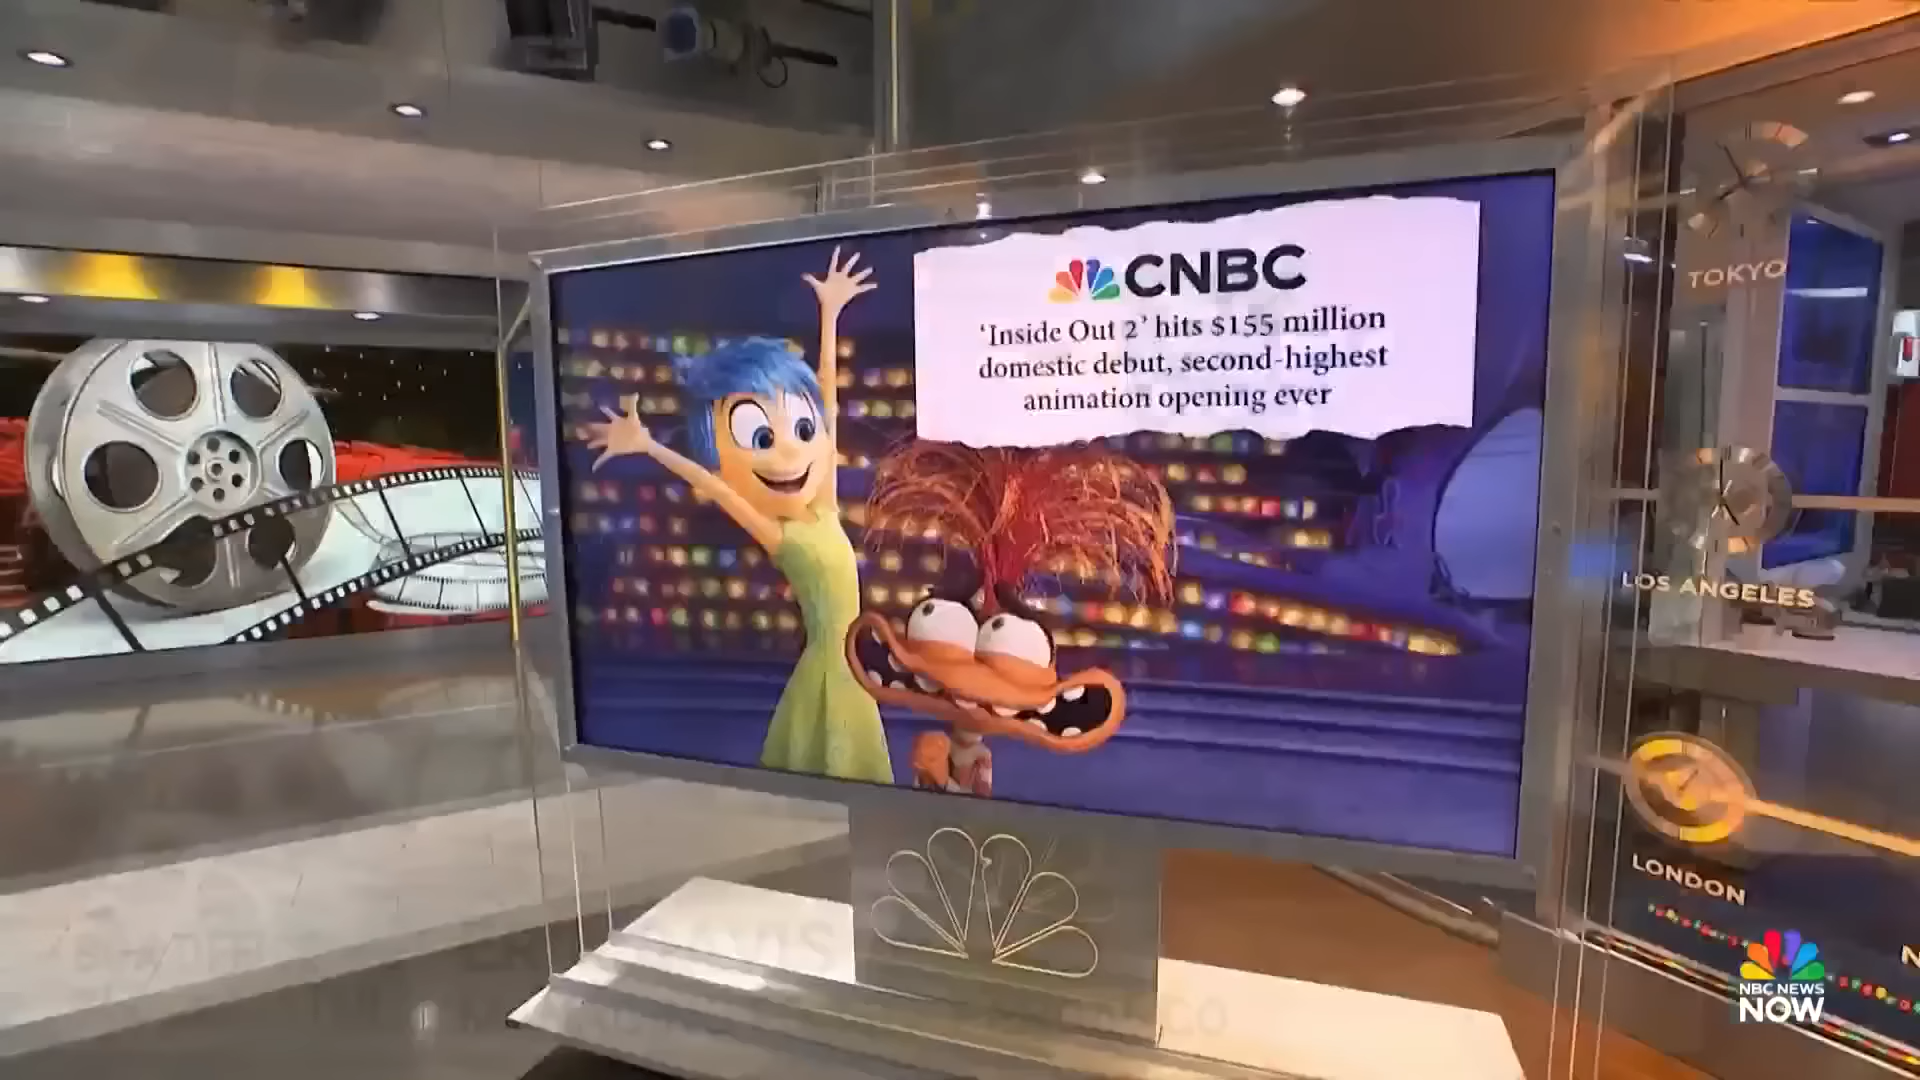 CNBC
‘Inside Out 2’ hits $155 million
domestic debut, second-highest
animation opening ever
TOKYO
LOS ANGELES
LONDON
NBC NEWS
NOW